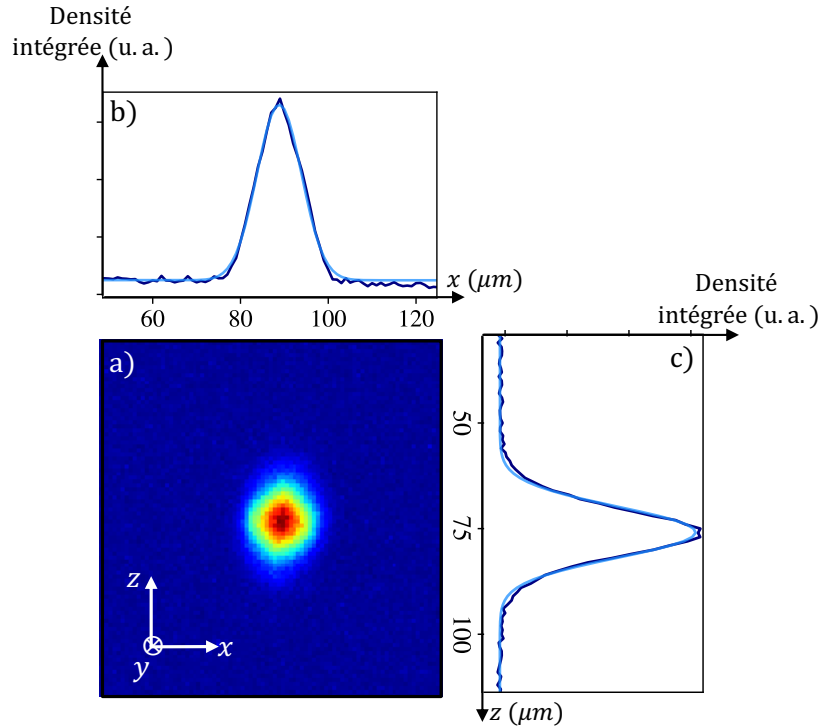 Densité
intégrée (u. a.)
b)
x (μm)
60
80
100
120
Densité
intégrée (u. a.)
a)
z
x
y
c)
50
75
100
z (μm)